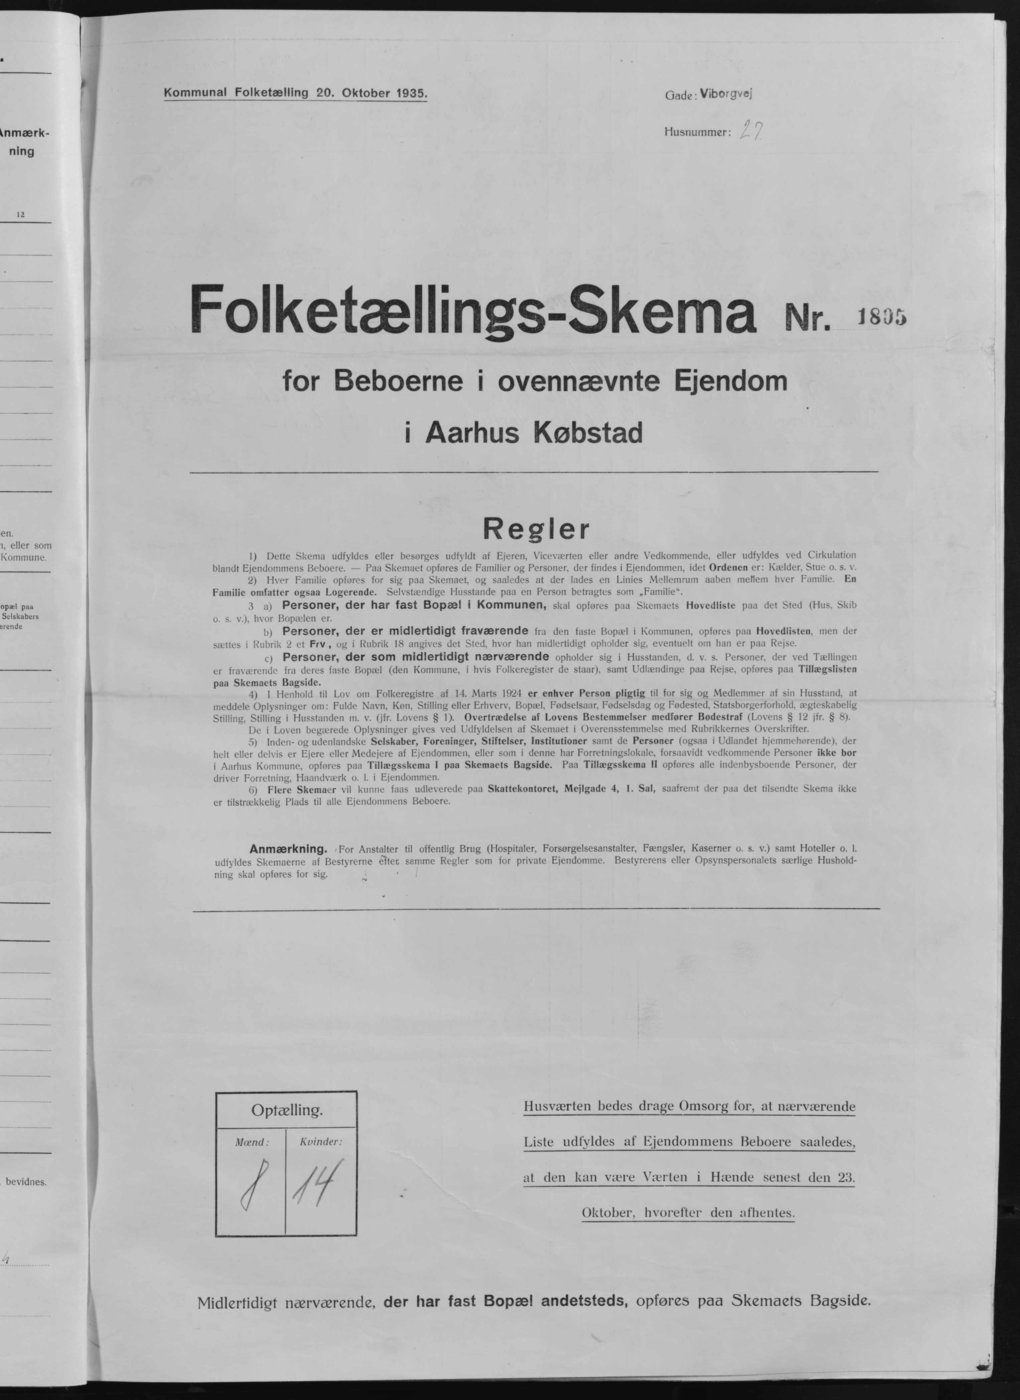 Anmærk-
ning
12
en.
eller som
Kommune.
opæl paa
Selskabers
erende
bevidnes.
Kommunal Folketælling 20. Oktober 1935.
Gade: Viborgvej
Husnummer: 27
Folketællings-Skema Nr. 1895
for Beboerne i ovennævnte Ejendom
i Aarhus Købstad
Regler
1) Dette Skema udfyldes eller besørges udfyldt af Ejeren, Viceværten eller andre Vedkommende, eller udfyldes ved Cirkulation
blandt Ejendommens Beboere. — Paa Skemaet opføres de Familier og Personer, der findes i Ejendommen, idet Ordenen er: Kælder, Stue o. s. v.
2) Hver Familie opføres for sig paa Skemaet, og saaledes at der lades en Linies Mellemrum aaben mellem hver Familie. En
Familie omfatter ogsaa Logerende. Selvstændige Husstande paa en Person betragtes som „Familie“.
3 a) Personer, der har fast Bopæl i Kommunen, skal opføres paa Skemaets Hovedliste paa det Sted (Hus, Skib
o. s. v.), hvor Bopælen er.
b) Personer, der er midlertidigt fraværende fra den faste Bopæl i Kommunen, opføres paa Hovedlisten, men der
sættes i Rubrik 2 et Frv., og i Rubrik 18 angives det Sted, hvor han midlertidigt opholder sig, eventuelt om han er paa Rejse.
c) Personer, der som midlertidigt nærværende opholder sig i Husstanden, d. v. s. Personer, der ved Tællingen
er fraværende fra deres faste Bopæl (den Kommune, i hvis Folkeregister de staar), samt Udlændinge paa Rejse, opføres paa Tillægslisten
paa Skemaets Bagside.
4) I Henhold til Lov om Folkeregistre af 14. Marts 1924 er enhver Person pligtig til for sig og Medlemmer af sin Husstand, at
meddele Oplysninger om: Fulde Navn, Køn, Stilling eller Erhverv, Bopæl, Fødselsaar, Fødselsdag og Fødested, Statsborgerforhold, ægteskabelig
Stilling, Stilling i Husstanden m. v. (jfr. Lovens § 1). Overtrædelse af Lovens Bestemmelser medfører Bødestraf (Lovens § 12 jfr. § 8).
De i Loven begærede Oplysninger gives ved Udfyldelsen af Skemaet i Overensstemmelse med Rubrikkernes Overskrifter.
5) Inden- og udenlandske Selskaber, Foreninger, Stiftelser, Institutioner samt de Personer (ogsaa i Udlandet hjemmehørende), der
helt eller delvis er Ejere eller Medejere af Ejendommen, eller som i denne har Forretningslokale, forsaavidt vedkommende Personer ikke bor
i Aarhus Kommune, opføres paa Tillægsskema I paa Skemaets Bagside. Paa Tillægsskema II opføres alle indenbysboende Personer, der
driver Forretning, Haandværk o. l. i Ejendommen.
6) Flere Skemaer vil kunne faas udleverede paa Skattekontoret, Mejlgade 4, 1. Sal, saafremt der paa det tilsendte Skema ikke
er tilstrækkelig Plads til alle Ejendommens Beboere.
Anmærkning. For Anstalter til offentlig Brug (Hospitaler, Forsørgelsesanstalter, Fængsler, Kaserner o. s. v.) samt Hoteller o. l.
udfyldes Skemaerne af Bestyrerne efter samme Regler som for private Ejendomme. Bestyrerens eller Opsynspersonalets særlige Hushold-
ning skal opføres for sig.
Optælling.
Mænd: Kvinder:
8 14
Husværten bedes drage Omsorg for, at nærværende
Liste udfyldes af Ejendommens Beboere saaledes,
at den kan være Værten i Hænde senest den 23.
Oktober, hvorefter den afhentes.
Midlertidigt nærværende, der har fast Bopæl andetsteds, opføres paa Skemaets Bagside.